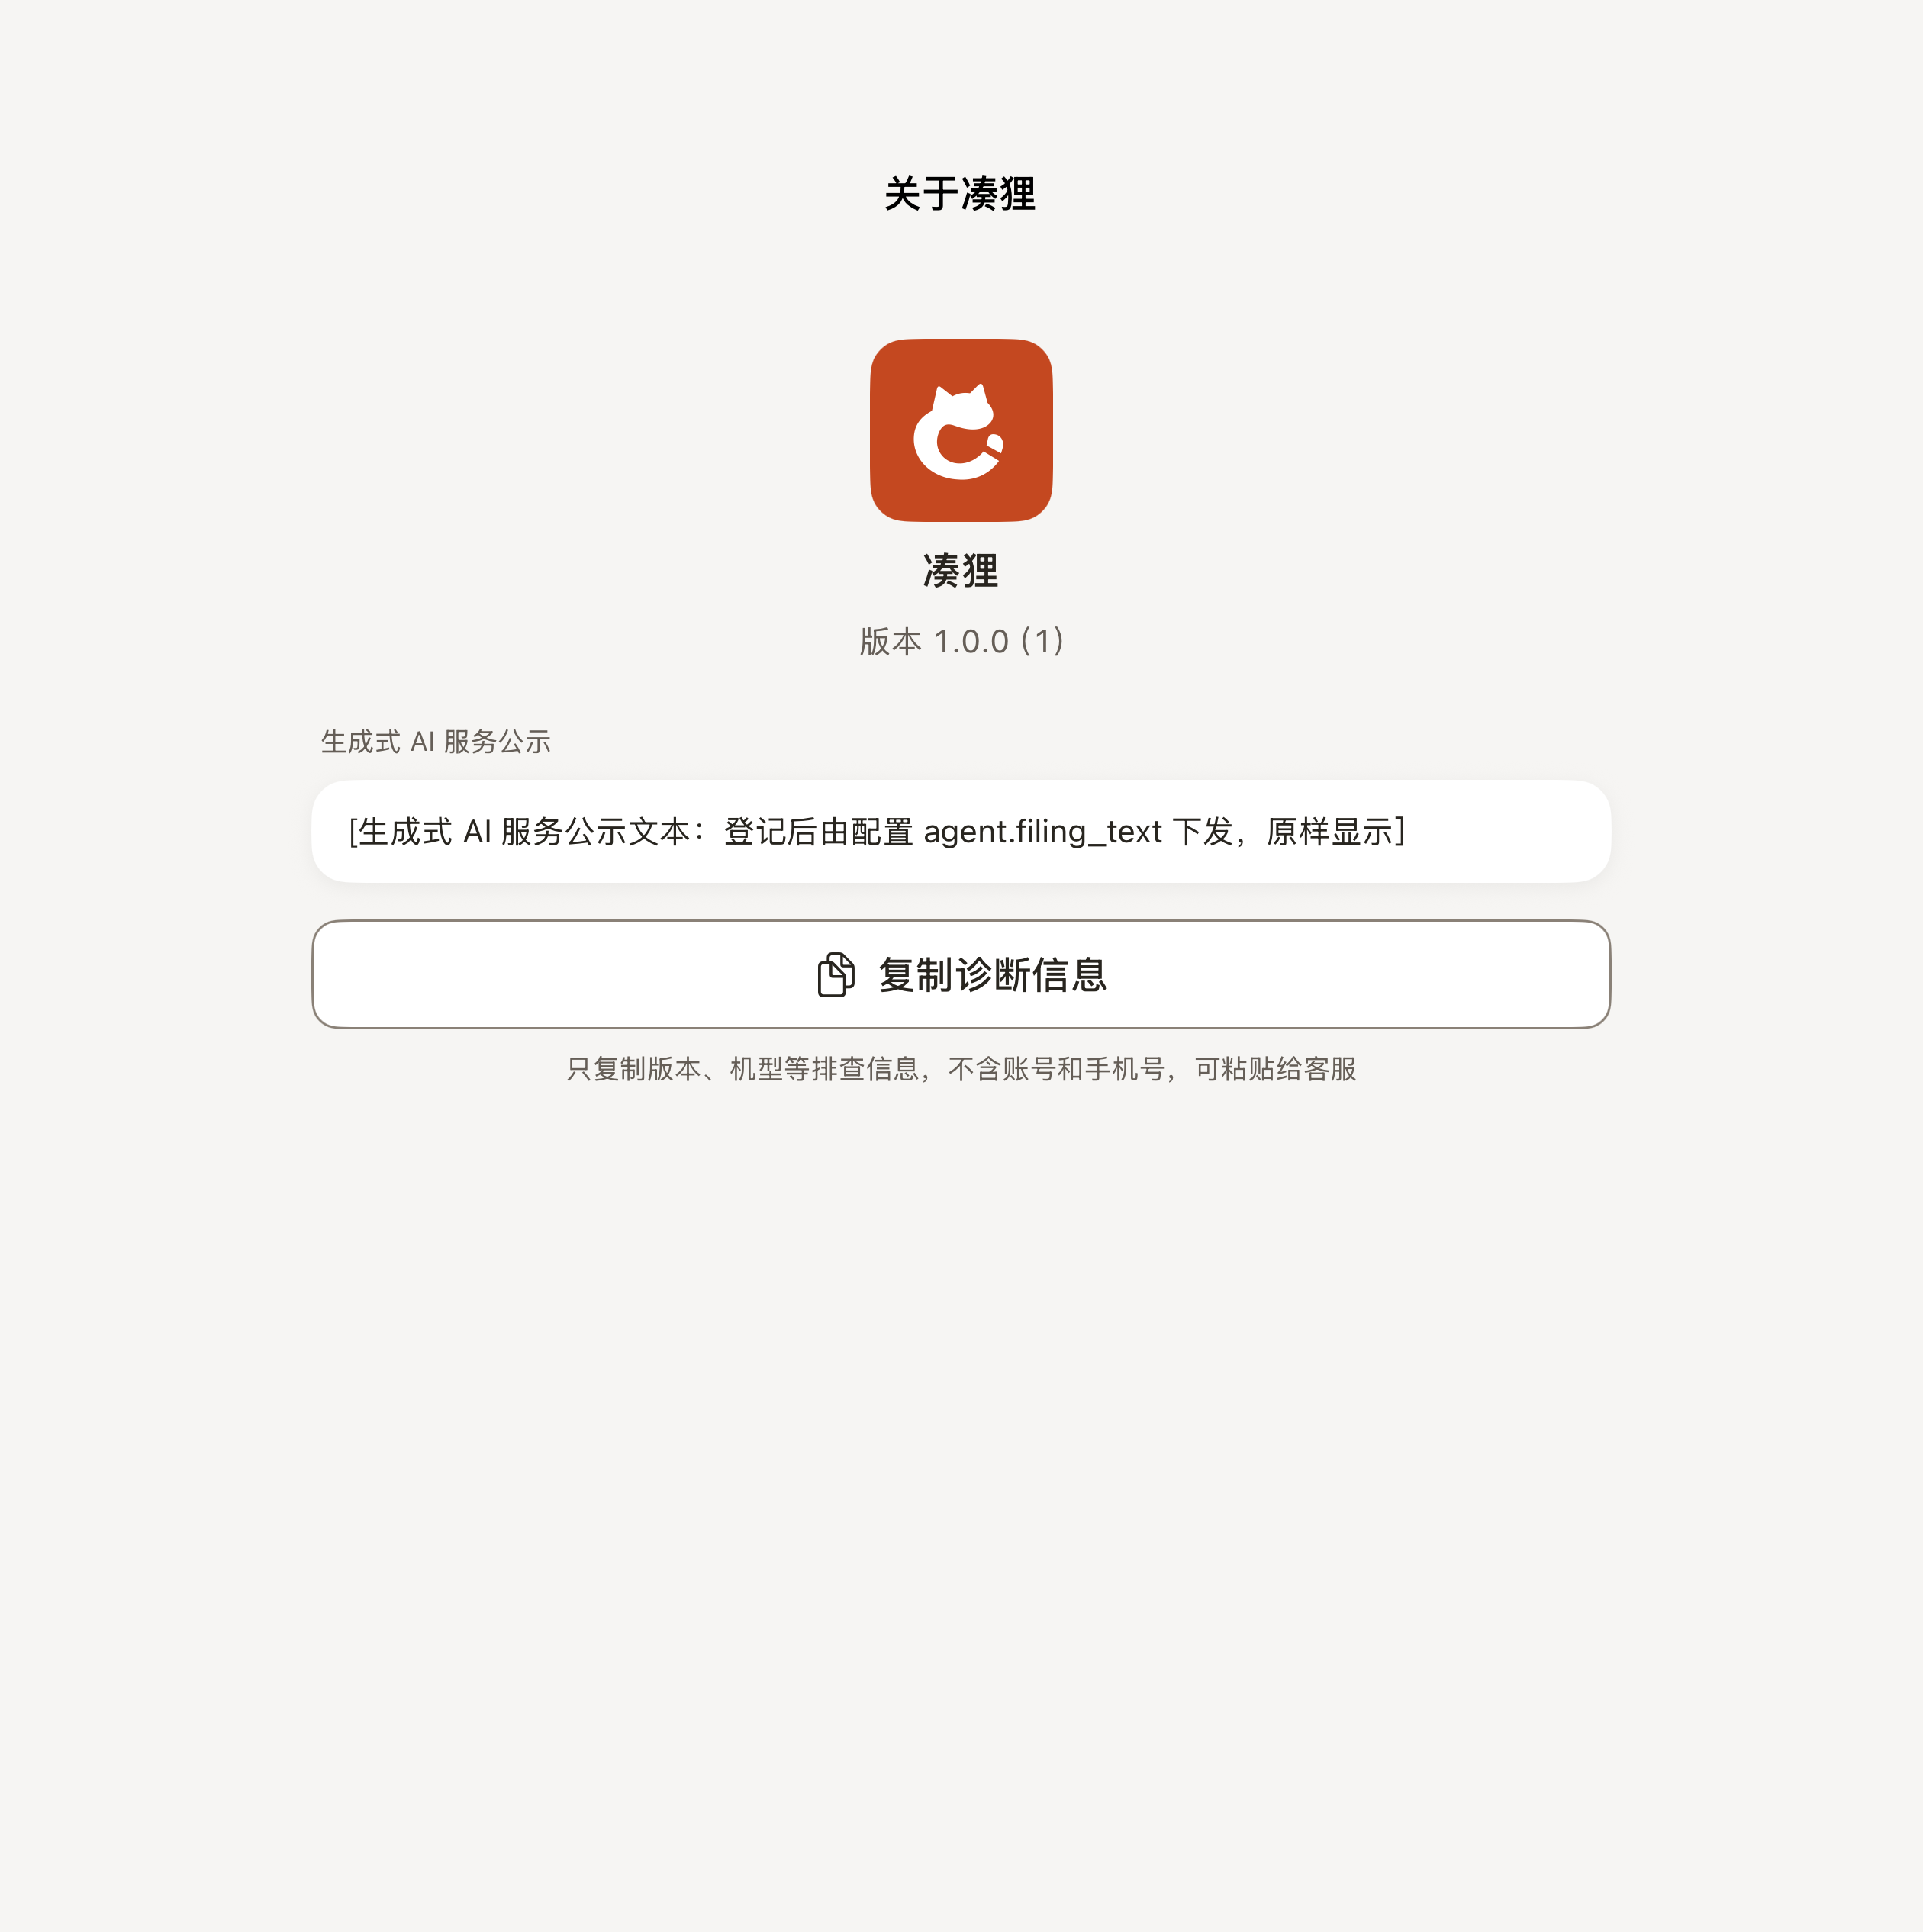 关于凑狸
凑狸
版本 1.0.0 (1)
生成式 AI 服务公示
[生成式 AI 服务公示文本：登记后由配置 agent.filing_text 下发，原样显示]
复制诊断信息
只复制版本、机型等排查信息，不含账号和手机号，可粘贴给客服